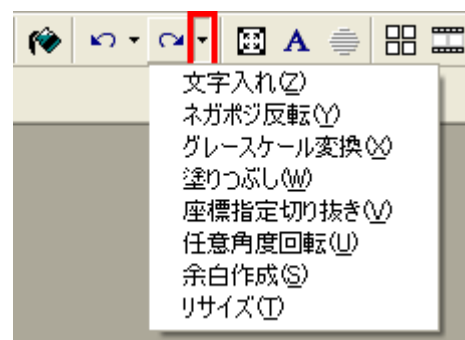 A
文字入れ(Z)
ネガポジ反転(Y)
グレースケール変換(X)
塗りつぶし(W)
座標指定切り抜き(V)
任意角度回転(U)
余白作成(S)
リサイズ(T)